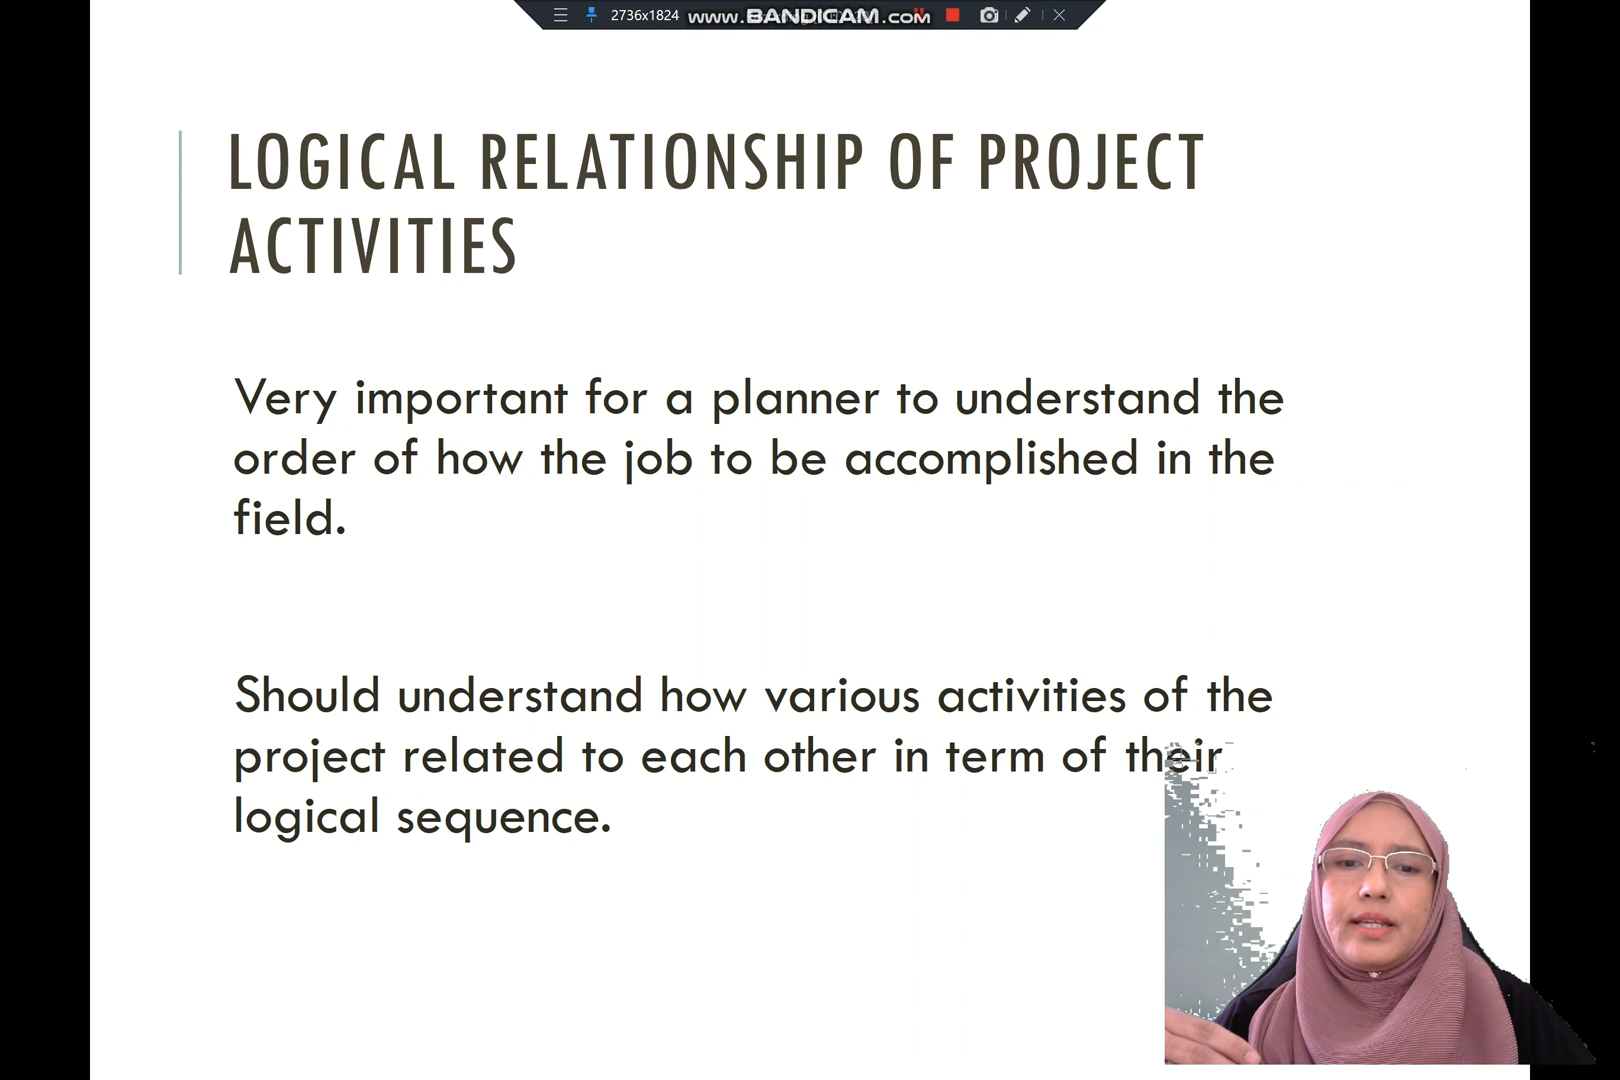 2736x1824 www.BANDICAM.com
LOGICAL RELATIONSHIP OF PROJECT
ACTIVITIES
Very important for a planner to understand the
order of how the job to be accomplished in the
field.
Should understand how various activities of the
project related to each other in term of their
logical sequence.